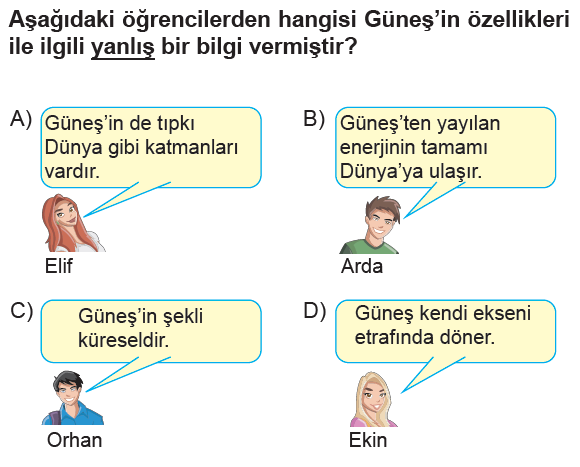 Aşağıdaki öğrencilerden hangisi Güneş’in özellikleri
ile ilgili yanlış bir bilgi vermiştir?
A) Güneş’in de tıpkı
Dünya gibi katmanları
vardır.
Elif
B) Güneş’ten yayılan
enerjinin tamamı
Dünya’ya ulaşır.
Arda
C) Güneş’in şekli
küreseldir.
Orhan
D) Güneş kendi ekseni
etrafında döner.
Ekin